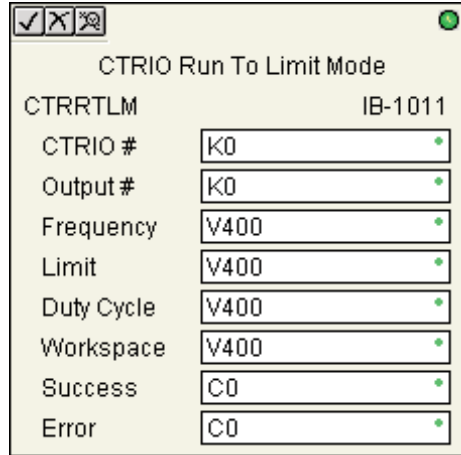 CTRIO Run To Limit Mode
CTRRTLM IB-1011
CTRIO # K0
Output # K0
Frequency V400
Limit V400
Duty Cycle V400
Workspace V400
Success C0
Error C0